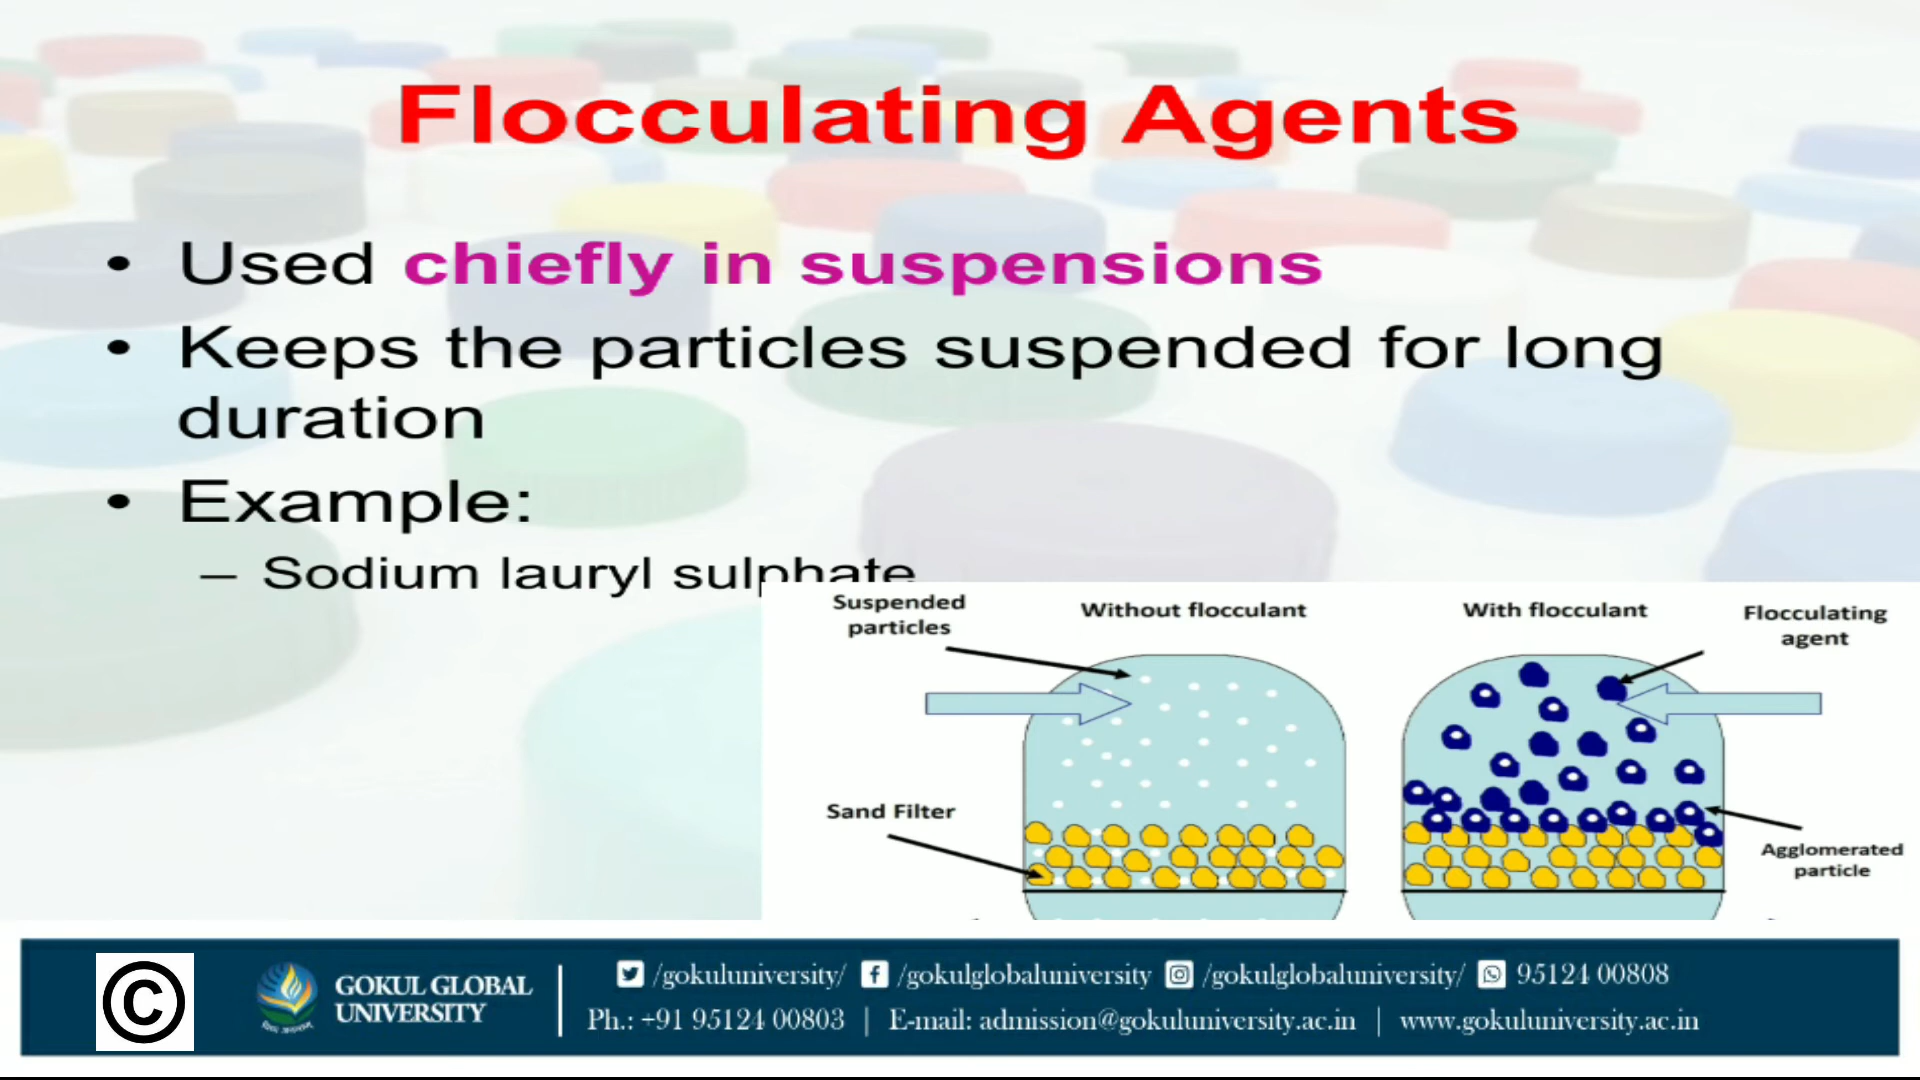 Flocculating Agents
• Used chiefly in suspensions
• Keeps the particles suspended for long
duration
• Example:
– Sodium lauryl sulphate
Suspended
particles
Without flocculant
With flocculant
Flocculating
agent
Sand Filter
Agglomerated
particle
©
GOKUL GLOBAL
UNIVERSITY
/gokuluniversity/ /gokulglobaluniversity /gokulglobaluniversity/ 95124 00808
Ph.: +91 95124 00803 | E-mail: admission@gokuluniversity.ac.in | www.gokuluniversity.ac.in